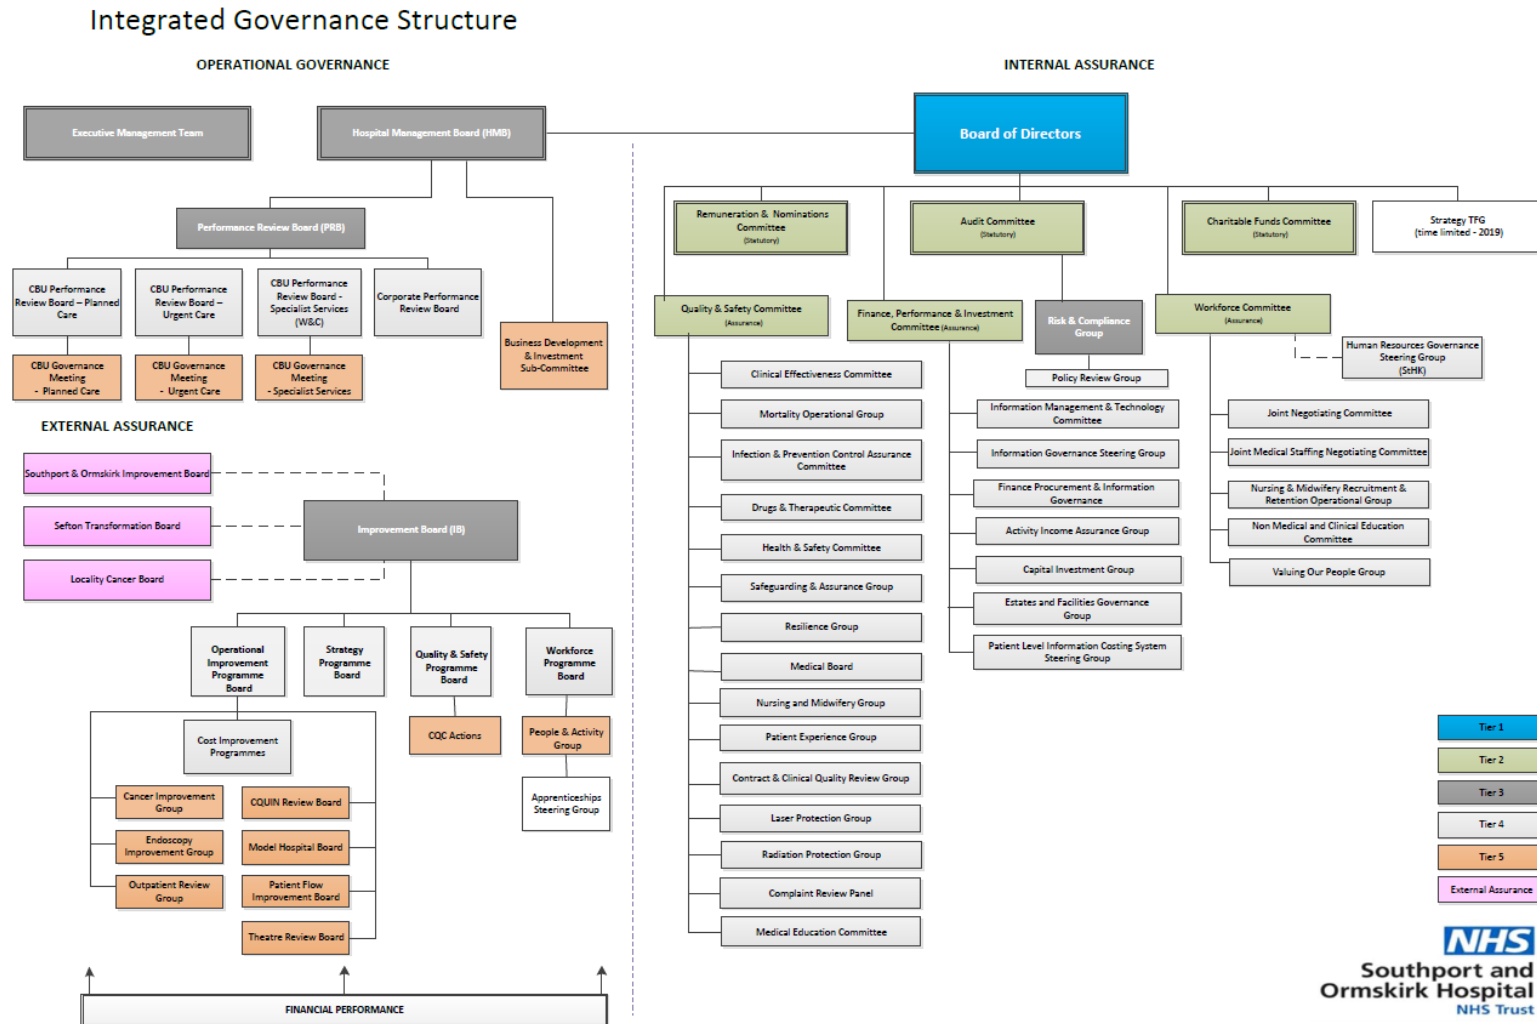 Integrated Governance Structure
OPERATIONAL GOVERNANCE
INTERNAL ASSURANCE
Executive Management Team
Hospital Management Board (HMB)
Board of Directors
Performance Review Board (PRB)
CBU Performance
Review Board – Planned
Care
CBU Performance
Review Board –
Urgent Care
CBU Performance
Review Board -
Specialist Services
(W&C)
Corporate Performance
Review Board
CBU Governance
Meeting
- Planned Care
CBU Governance
Meeting
- Urgent Care
CBU Governance
Meeting
- Specialist Services
Business Development
& Investment
Sub-Committee
EXTERNAL ASSURANCE
Southport & Ormskirk Improvement Board
Sefton Transformation Board
Locality Cancer Board
Improvement Board (IB)
Operational
Improvement
Programme
Board
Strategy
Programme
Board
Quality & Safety
Programme
Board
Workforce
Programme
Board
Cost Improvement
Programmes
CQC Actions
People & Activity
Group
Apprenticeships
Steering Group
Cancer Improvement
Group
Endoscopy
Improvement Group
Outpatient Review
Group
CQUIN Review Board
Model Hospital Board
Patient Flow
Improvement Board
Theatre Review Board
FINANCIAL PERFORMANCE
Remuneration & Nominations
Committee
(Statutory)
Audit Committee
(Statutory)
Charitable Funds Committee
(Statutory)
Strategy TFG
(time limited - 2019)
Quality & Safety Committee
(Assurance)
Finance, Performance & Investment
Committee (Assurance)
Risk & Compliance
Group
Policy Review Group
Workforce Committee
(Assurance)
Human Resources Governance
Steering Group
(StHK)
Clinical Effectiveness Committee
Mortality Operational Group
Infection & Prevention Control Assurance
Committee
Drugs & Therapeutic Committee
Health & Safety Committee
Safeguarding & Assurance Group
Resilience Group
Medical Board
Nursing and Midwifery Group
Patient Experience Group
Contract & Clinical Quality Review Group
Laser Protection Group
Radiation Protection Group
Complaint Review Panel
Medical Education Committee
Information Management & Technology
Committee
Information Governance Steering Group
Finance Procurement & Information
Governance
Activity Income Assurance Group
Capital Investment Group
Estates and Facilities Governance
Group
Patient Level Information Costing System
Steering Group
Joint Negotiating Committee
Joint Medical Staffing Negotiating Committee
Nursing & Midwifery Recruitment &
Retention Operational Group
Non Medical and Clinical Education
Committee
Valuing Our People Group
Tier 1
Tier 2
Tier 3
Tier 4
Tier 5
External Assurance
NHS
Southport and
Ormskirk Hospital
NHS Trust